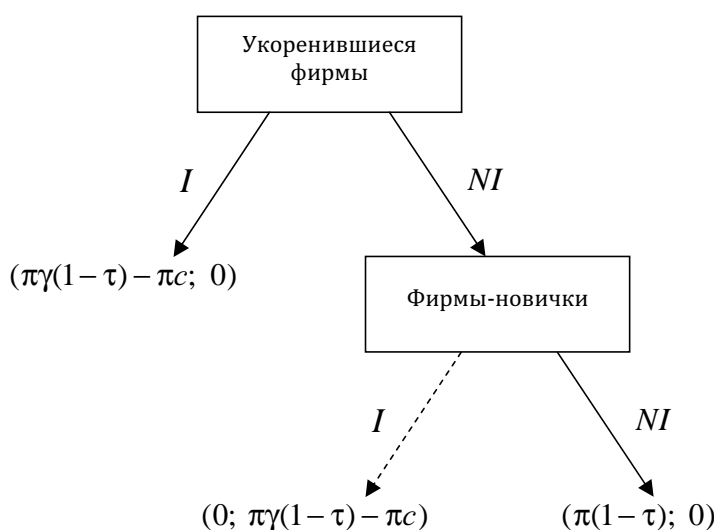 Укоренившиеся
фирмы
I
NI
(πγ(1− τ) − πc; 0)
Фирмы-новички
I
NI
(0; πγ(1− τ) − πc)
(π(1− τ); 0)